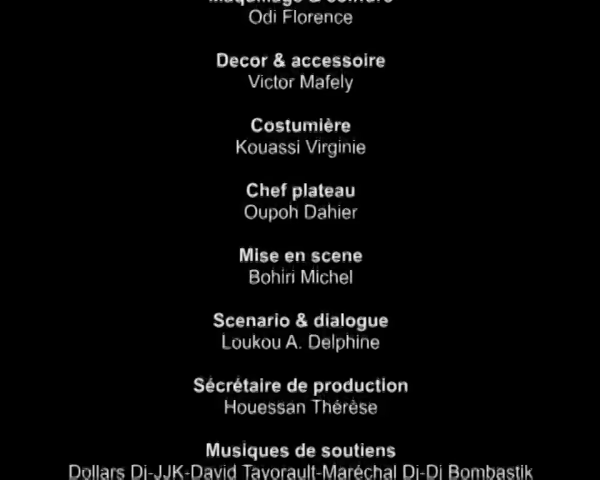 Maquillage & coiffure
Odi Florence
Decor & accessoire
Victor Mafely
Costumière
Kouassi Virginie
Chef plateau
Oupoh Dahier
Mise en scene
Bohiri Michel
Scenario & dialogue
Loukou A. Delphine
Sécrétaire de production
Houessan Thérèse
Musiques de soutiens
Dollars Dj-JJK-David Tayorault-Maréchal Dj-Dj Bombastik